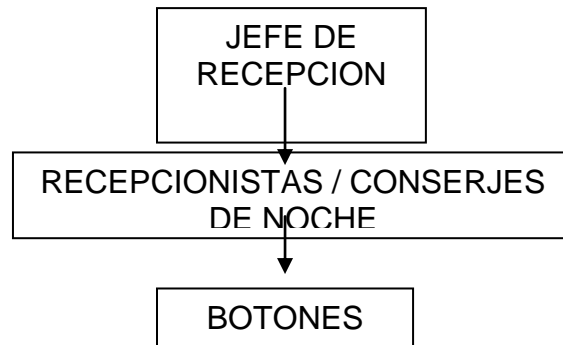 JEFE DE
RECEPCION
RECEPCIONISTAS / CONSERJES
DE NOCHE
BOTONES